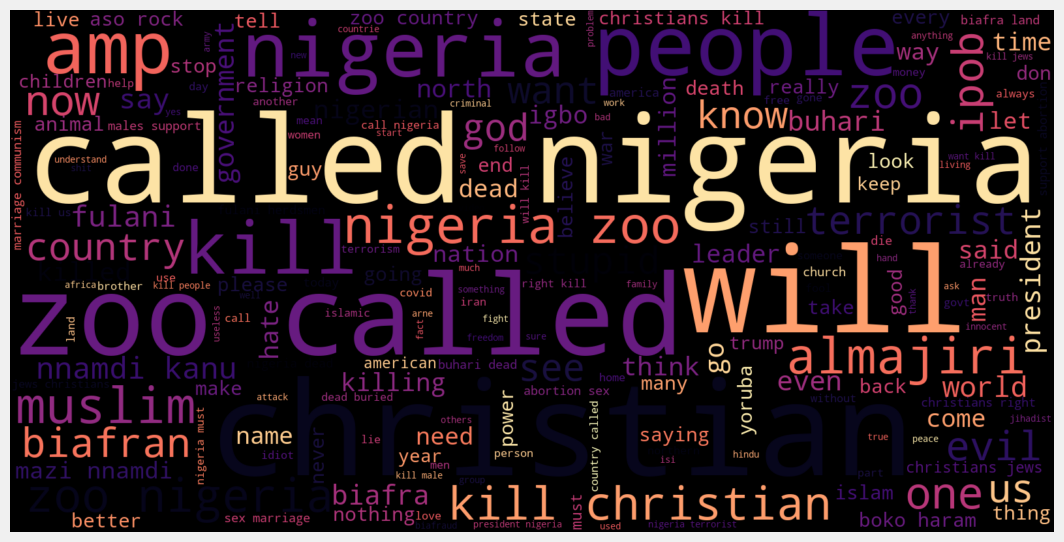 live aso rock tell zoo country state christians kill every biafra land
amp nigeria people way time
stop countrie problem army new anything kill jews
children help day religion north want america death really money zoo ipob don
now say yes another government million free gone always
animal males support mean criminal work bad god igbo know buhari let
women call nigeria start follow war
called nigeria
understand done guy end save dead believe look keep living want kill
marriage communism shit will kill
kill us fulani nigeria zoo still terrorist president
country kill terrorism nation leader die said
going much hand already
africa brother use kill people please well covid something right kill family church take good thank govt ask truth man
zoo called will
land call useless hate islamic arne fact iran fight freedom sure innocent
nnamdi kanu american buhari dead see think trump go almajiri
make killing abortion sex home many yoruba even back world
muslim attack dead buried power without christians right jihadist
christian
biafran name never others need country called saying come
idiot lie person isi hindu true peace evil
mazi nnamdi nigeria must year men kill male group part christians jews
zoo nigeria biafra kill christian islam one us
better sex marriage nothing love president nigeria must used nigeria terrorist boko haram thing